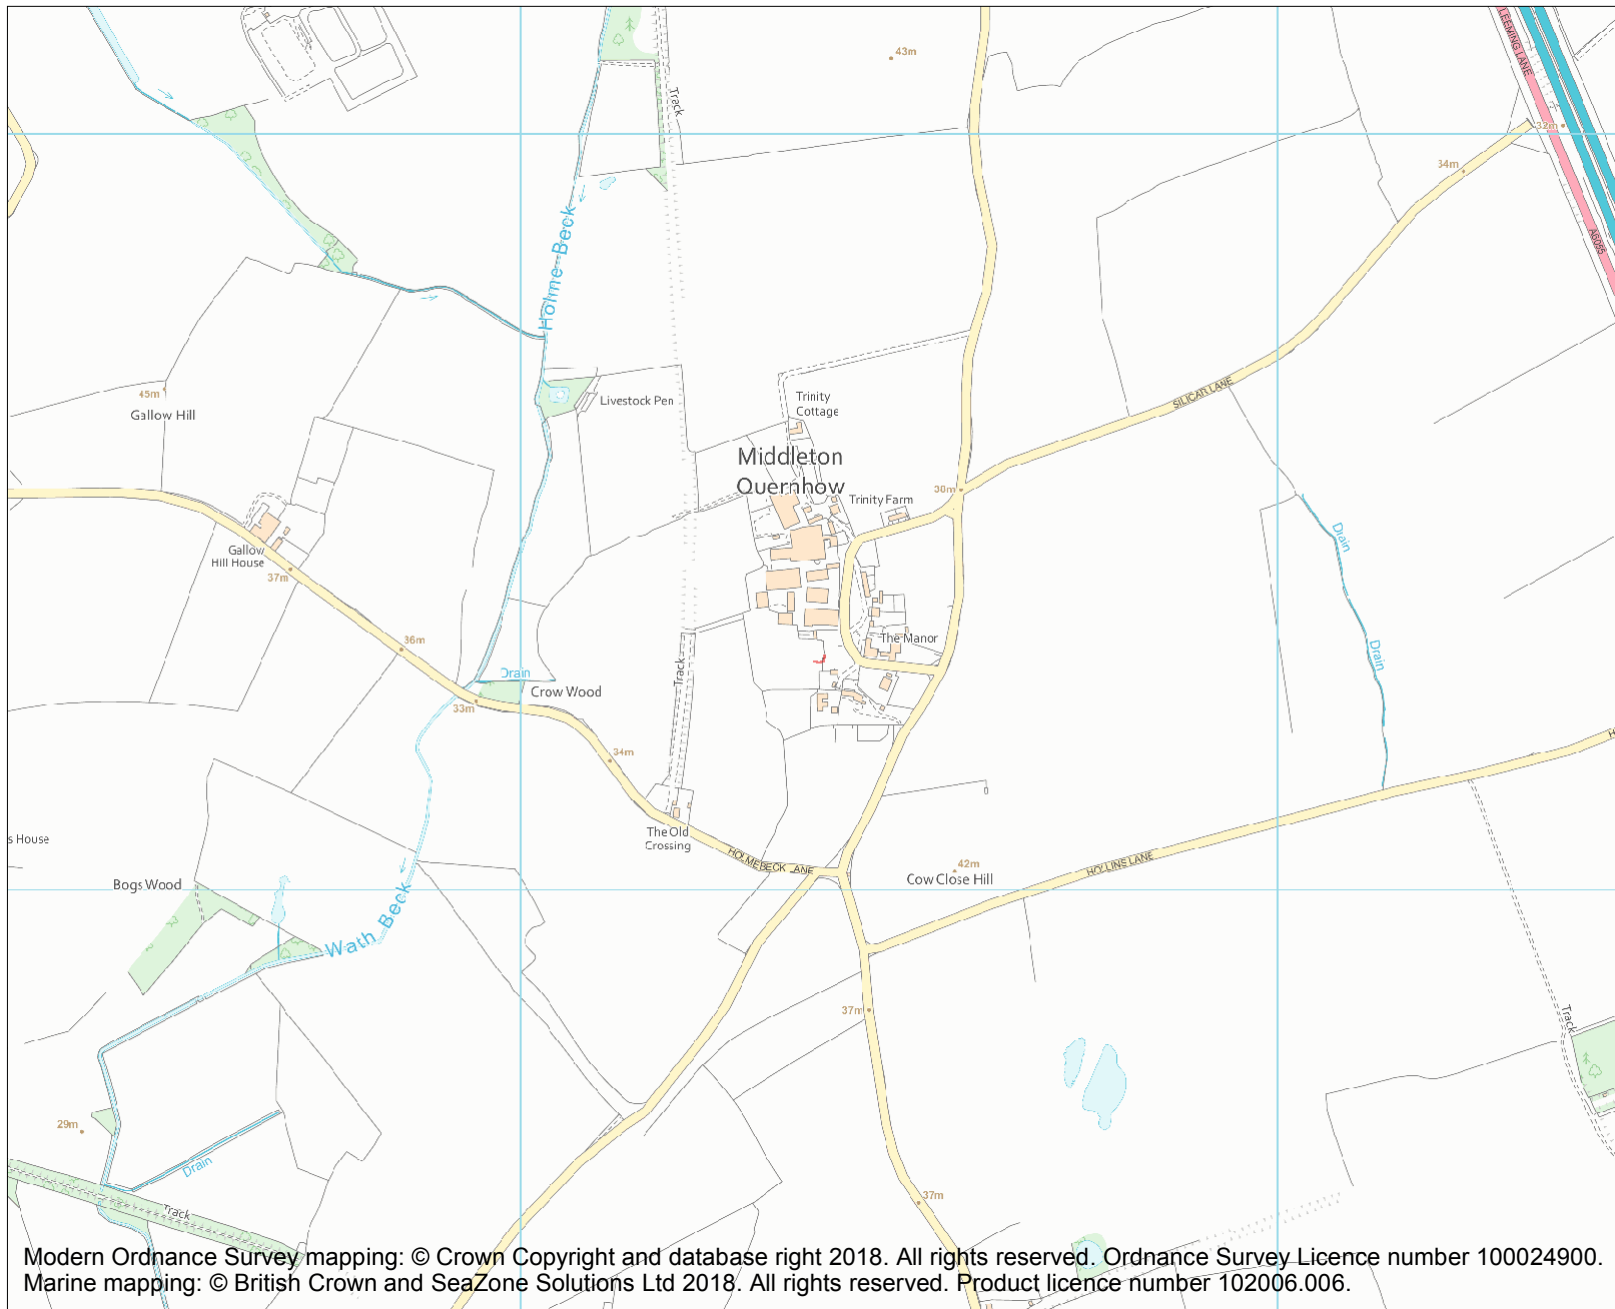 LEEMING LANE
43m
Track
32m
34m
Holme Beck
A6055
45m
Gallow Hill
Livestock Pen
Trinity
Cottage
SILICAR LANE
Middleton
Quernhow
30m
Trinity Farm
Gallow
Hill House
37m
Drain
36m
The Manor
Drain
Drain
Track
Crow Wood
33m
34m
The Old
Crossing
s House
HOLMEBECK LANE
42m
Cow Close Hill
HOLLINS LANE
Bogs Wood
Wath Beck
37m
Track
29m
Drain
Track
37m
Modern Ordnance Survey mapping: © Crown Copyright and database right 2018. All rights reserved. Ordnance Survey Licence number 100024900.
Marine mapping: © British Crown and SeaZone Solutions Ltd 2018. All rights reserved. Product licence number 102006.006.